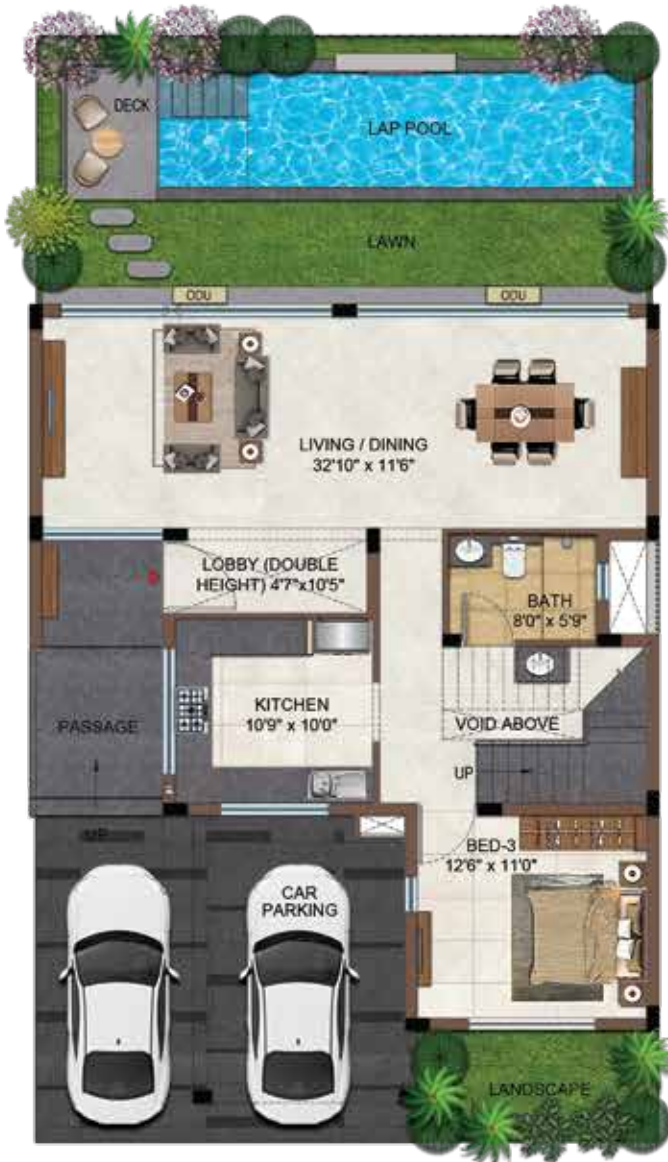 DECK
LAP POOL
LAWN
ODU
ODU
LIVING / DINING
32'10" x 11'6"
LOBBY (DOUBLE
HEIGHT) 4'7"x10'5"
BATH
8'0" x 5'9"
KITCHEN
10'9" x 10'0"
PASSAGE
VOID ABOVE
UP
UP
BED-3
12'6" x 11'0"
CAR
PARKING
LANDSCAPE